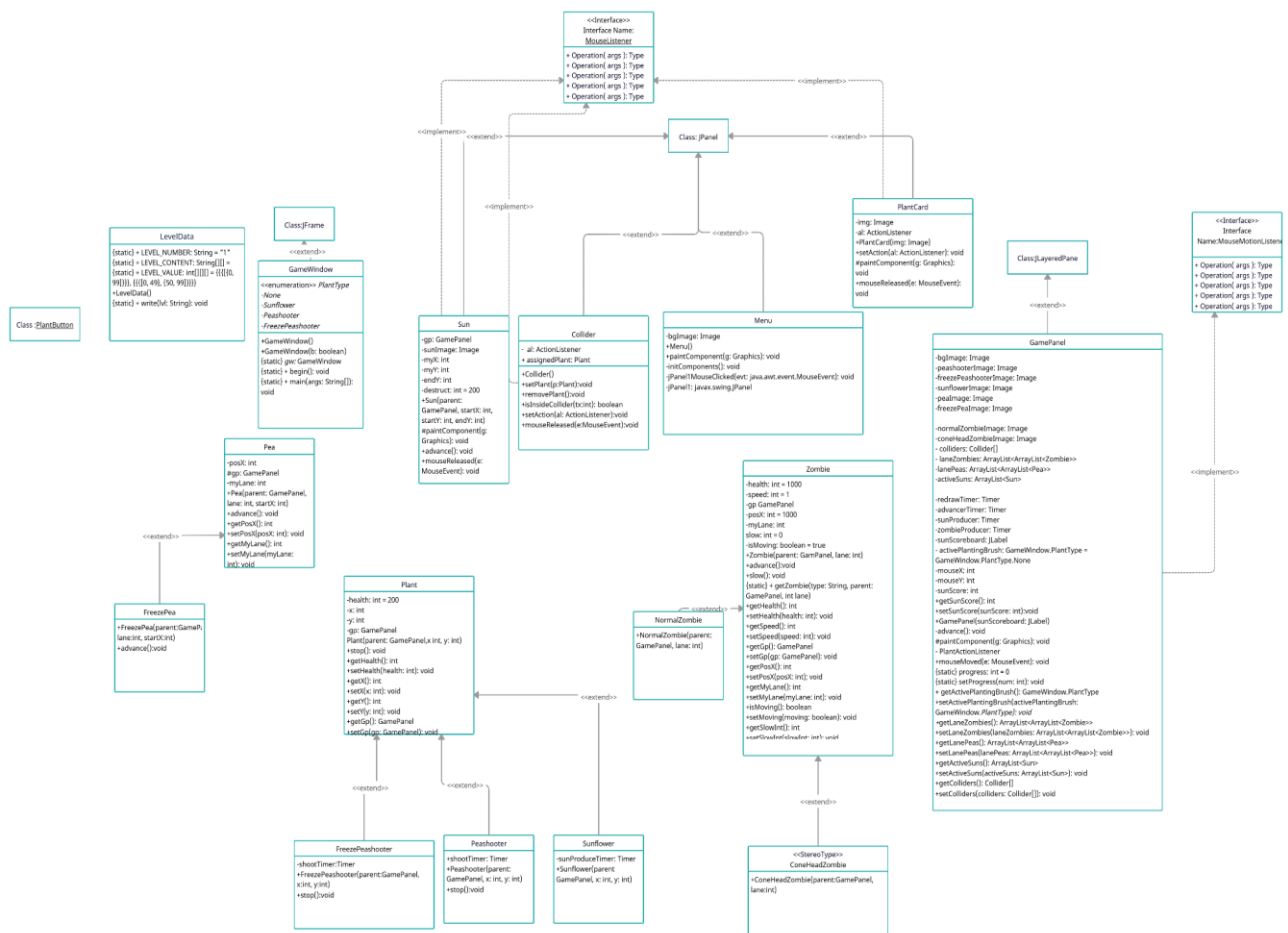 <<Interface>>
Interface Name:
MouseListener
+ Operation( args ): Type
+ Operation( args ): Type
+ Operation( args ): Type
+ Operation( args ): Type
+ Operation( args ): Type
<<implement>>
<<implement>>
<<extend>>
Class: JPanel
<<extend>>
<<implement>>
<<extend>>
<<extend>>
PlantCard
-img: Image
-al: ActionListener
+PlantCard(img: Image)
+setAction(al: ActionListener): void
#paintComponent(g: Graphics):
void
+mouseReleased(e: MouseEvent):
void
<<Interface>>
Interface
Name:MouseMotionListene
+ Operation( args ): Type
+ Operation( args ): Type
+ Operation( args ): Type
+ Operation( args ): Type
+ Operation( args ): Type
Class:JFrame
<<extend>>
LevelData
{static} + LEVEL_NUMBER: String = "1"
{static} + LEVEL_CONTENT: String[][] =
{static} + LEVEL_VALUE: int[][][] = {{{[{0,
99]}}}, {{{[0, 49], {50, 99]}}}}
+LevelData()
{static} + write(lvl: String): void
GameWindow
<<enumeration>> PlantType
-None
-Sunflower
-Peashooter
-FreezePeashooter
+GameWindow()
+GameWindow(b: boolean)
{static} gw: GameWindow
{static} + begin(): void
{static} + main(args: String[]):
void
Class :PlantButton
Class:JLayeredPane
<<extend>>
Sun
-gp: GamePanel
-sunImage: Image
-myX: int
-myY: int
-endY: int
-destruct: int = 200
+Sun(parent:
GamePanel, startX: int,
startY: int, endY: int)
#paintComponent(g:
Graphics): void
+advance(): void
+mouseReleased(e:
MouseEvent): void
Collider
- al: ActionListener
+ assignedPlant: Plant
+Collider()
+setPlant(p:Plant):void
+removePlant():void
+isInsideCollider(tx:int): boolean
+setAction(al: ActionListener):void
+mouseReleased(e:MouseEvent):void
Menu
-bgImage: Image
+Menu()
+paintComponent(g: Graphics): void
-initComponents(): void
-jPanel1MouseClicked(evt: java.awt.event.MouseEvent): void
-jPanel1: javax.swing.JPanel
GamePanel
-bgImage: Image
-peashooterImage: Image
-freezePeashooterImage: Image
-sunflowerImage: Image
-peaImage: Image
-freezePeaImage: Image
-normalZombieImage: Image
-coneHeadZombieImage: Image
- colliders: Collider[]
- laneZombies: ArrayList<ArrayList<Zombie>>
-lanePeas: ArrayList<ArrayList<Pea>>
-activeSuns: ArrayList<Sun>
-redrawTimer: Timer
-advancerTimer: Timer
-sunProducer: Timer
-zombieProducer: Timer
-sunScoreboard: JLabel
- activePlantingBrush: GameWindow.PlantType =
GameWindow.PlantType.None
-mouseX; int
-mouseY: int
-sunScore: int
+getSunScore(): int
+setSunScore(sunScore: int):void
+GamePanel(sunScoreboard: JLabel)
-advance(): void
#paintComponent(g: Graphics): void
- PlantActionListener
+mouseMoved(e: MouseEvent): void
{static} progress: int = 0
{static} setProgress(num: int): void
+ getActivePlantingBrush(): GameWindow.PlantType
+setActivePlantingBrush(activePlantingBrush:
GameWindow.PlantType): void
+getLaneZombies(): ArrayList<ArrayList<Zombie>>
+setLaneZombies(laneZombies: ArrayList<ArrayList<Zombie>>): void
+getLanePeas(): ArrayList<ArrayList<Pea>>
+setLanePeas(lanePeas: ArrayList<ArrayList<Pea>>): void
+getActiveSuns(): ArrayList<Sun>
+setActiveSuns(activeSuns: ArrayList<Sun>): void
+getColliders(): Collider[]
+setColliders(colliders: Collider[]): void
<<implement>>
Pea
-posX: int
#gp: GamePanel
-myLane: int
+Pea(parent: GamePanel,
lane: int, startX: int)
+advance(): void
+getPosX(): int
+setPosX(posX: int): void
+getMyLane(): int
+setMyLane(myLane:
int): void
<<extend>>
FreezePea
+FreezePea(parent:GamePa
lane:int, startX:int)
+advance():void
Plant
-health: int = 200
-x: int
-y: int
-gp: GamePanel
Plant(parent: GamePanel,x int, y: int)
+stop(): void
+getHealth(): int
+setHealth(health: int): void
+getX(): int
+setX(x: int): void
+getY(): int
+setY(y: int): void
+getGp(): GamePanel
+setGp(gp: GamePanel): void
<<extend>>
<<extend>>
<<extend>>
Zombie
-health: int = 1000
-speed: int = 1
-gp GamePanel
-posX: int = 1000
-myLane: int
slow: int = 0
-isMoving: boolean = true
+Zombie(parent: GamPanel, lane: int)
+advance():void
+slow(); void
{static} + getZombie(type: String, parent:
GamePanel, int lane)
+getHealth(): int
+setHealth(health: int): void
+getSpeed(): int
+setSpeed(speed: int): void
+getGp(): GamePanel
+setGp(gp: GamePanel): void
+getPosX(): int
+setPosX(posX: int): void
+getMyLane(): int
+setMyLane(myLane: int): void
+isMoving(): boolean
+setMoving(moving: boolean): void
+getSlowInt(): int
+setSlowInt(slowInt: int): void
<<extend>>
NormalZombie
+NormalZombie(parent:
GamePanel, lane: int)
<<extend>>
FreezePeashooter
-shootTimer:Timer
+FreezePeashooter(parent:GamePanel,
x:int, y:int)
+stop():void
Peashooter
+shootTimer: Timer
+Peashooter(parent:
GamePanel, x: int, y: int)
+stop():void
Sunflower
-sunProduceTimer: Timer
+Sunflower(parent
GamePanel, x: int, y: int)
<<StereoType>>
ConeHeadZombie
+ConeHeadZombie(parent:GamePanel,
lane:int)